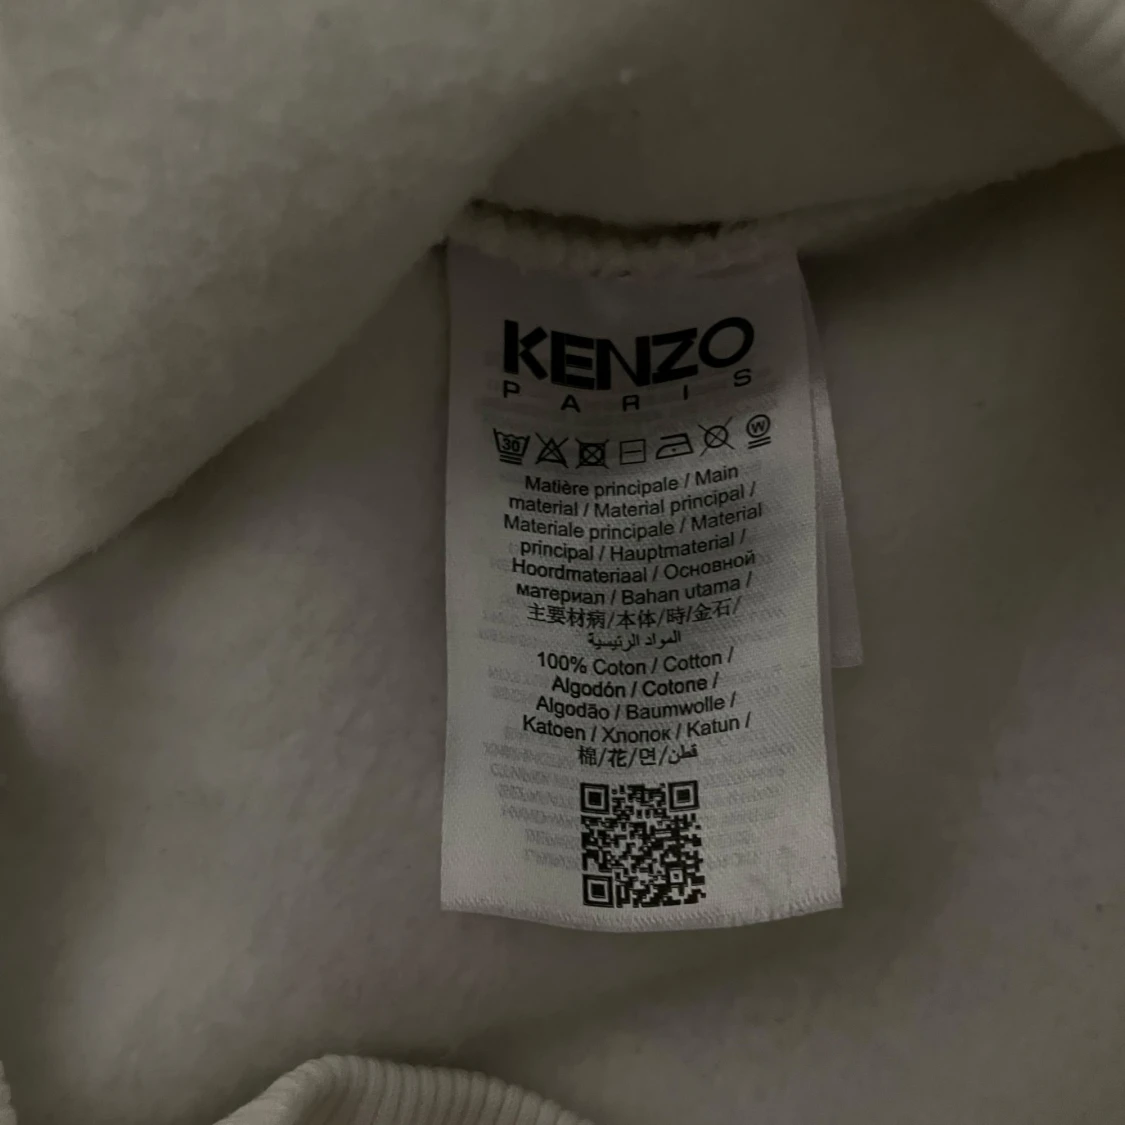 KENZO
PARIS
30
W
Matière principale / Main
material / Material principal /
Materiale principale / Material
principal / Hauptmaterial /
Hoordmateriaal / Основной
материал / Bahan utama /
主要材病/本体/時/金石/
المواد الرئيسية
100% Coton / Cotton /
Algodón / Cotone /
Algodão / Baumwolle /
Katoen / Хлопок / Katun /
棉/花/면/قطن